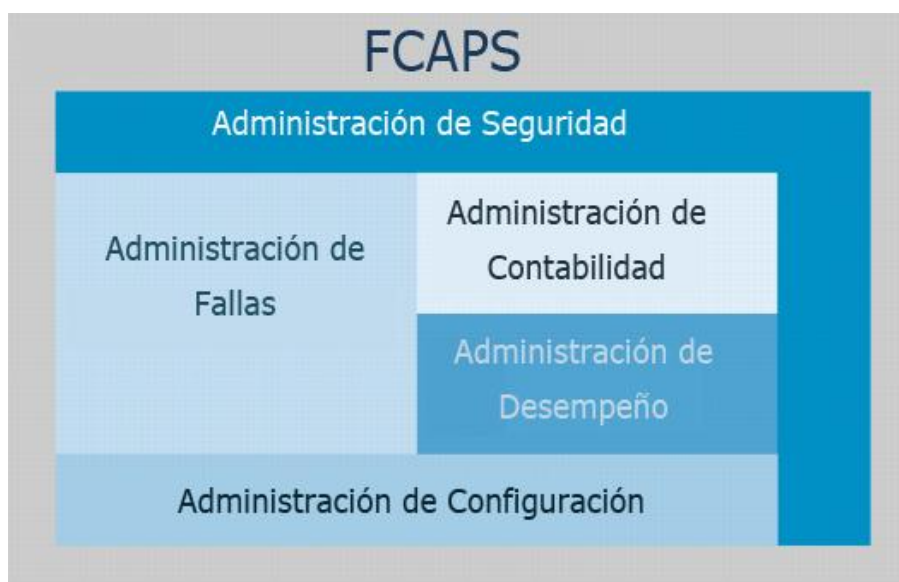 FCAPS
Administración de Seguridad
Administración de
Fallas
Administración de
Contabilidad
Administración de
Desempeño
Administración de Configuración